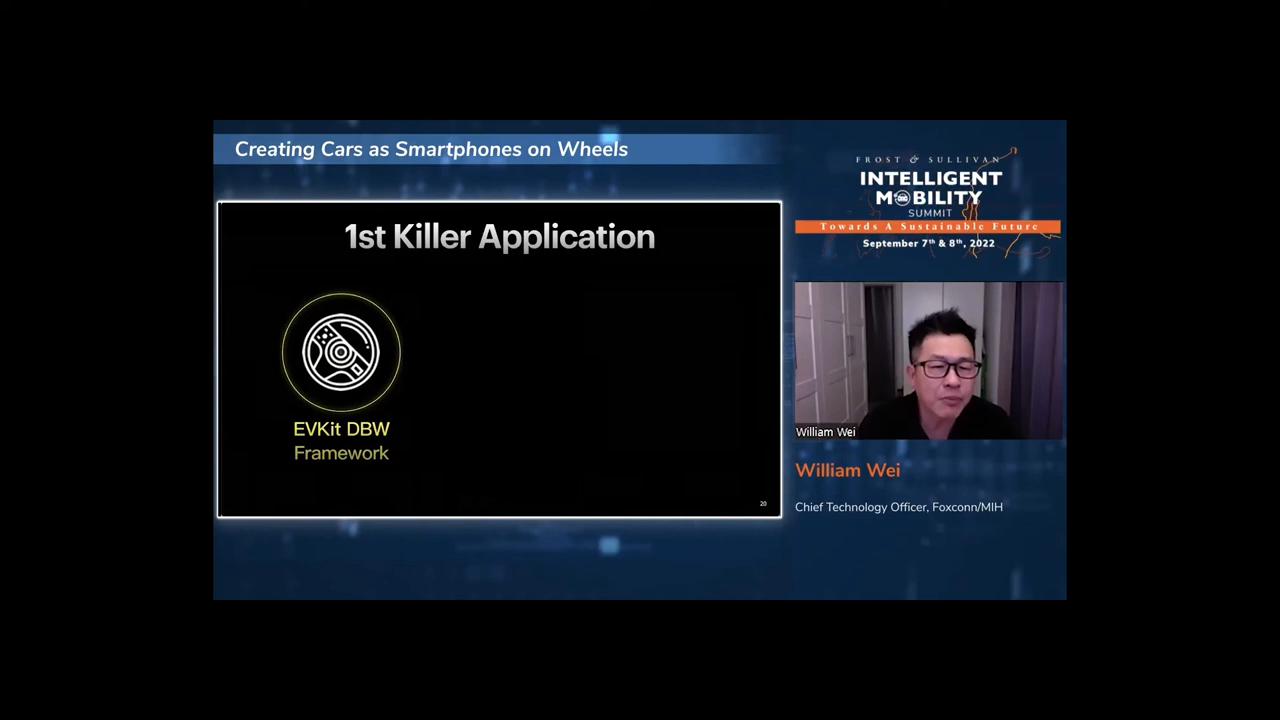 Creating Cars as Smartphones on Wheels
1st Killer Application
EVKit DBW
Framework
20
FROST & SULLIVAN
INTELLIGENT
MOBILITY
SUMMIT
Towards A Sustainable Future
September 7th & 8th, 2022
William Wei
William Wei
Chief Technology Officer, Foxconn/MIH